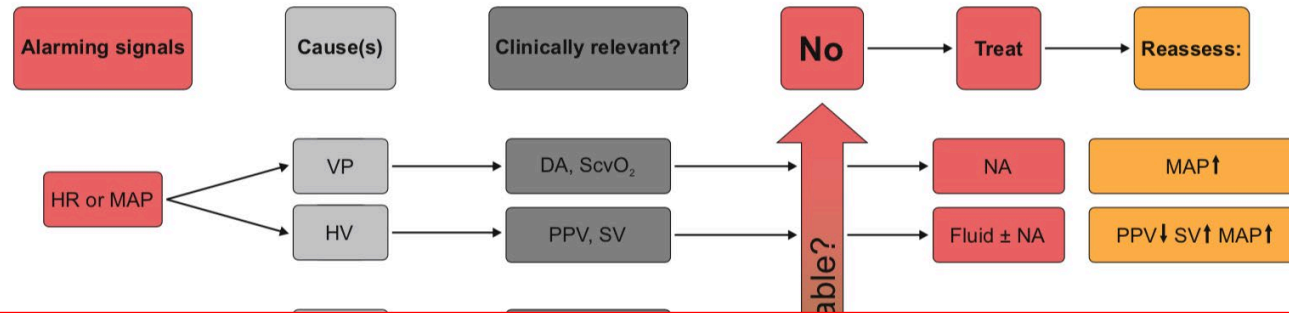 Alarming signals
Cause(s)
Clinically relevant?
No
Treat
Reassess:
HR or MAP
VP
DA, ScvO₂
NA
MAP⬆
HV
PPV, SV
Fluid ± NA
PPV⬇ SV⬆ MAP⬆
able?